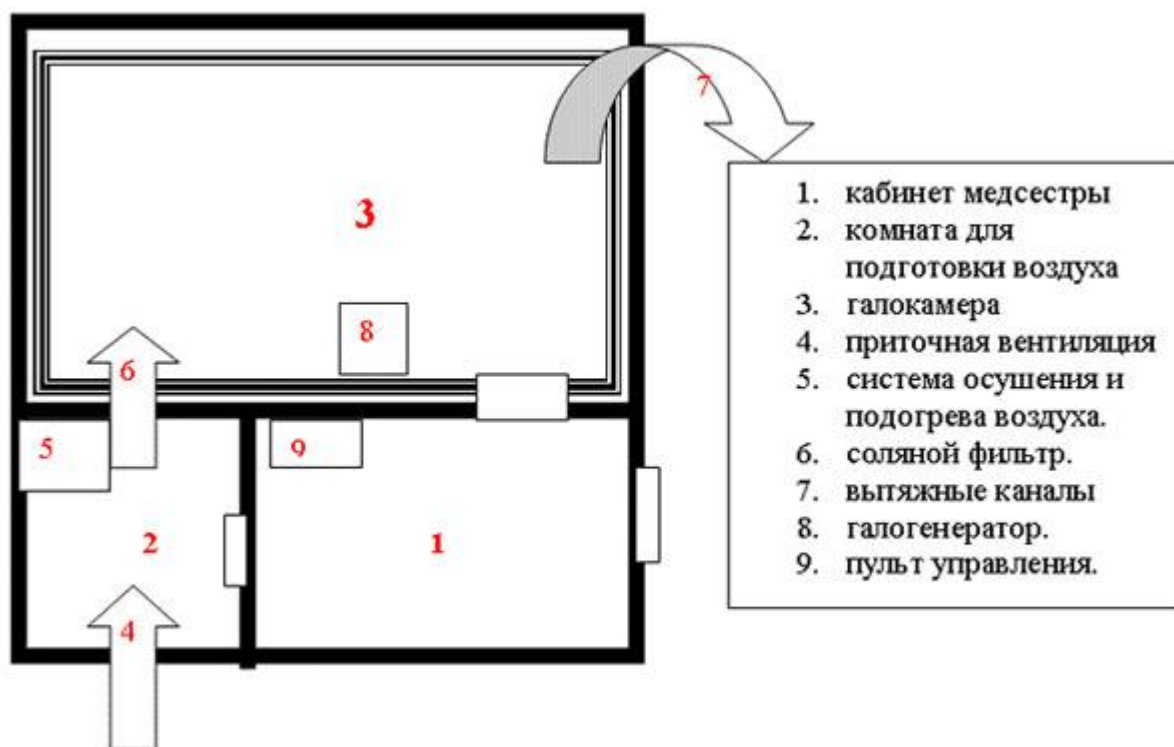 7
3
8
6
5
9
2
1
4
1. кабинет медсестры
2. комната для
подготовки воздуха
3. галокамера
4. приточная вентиляция
5. система осушения и
подогрева воздуха.
6. соляной фильтр.
7. вытяжные каналы
8. галогенератор.
9. пульт управления.